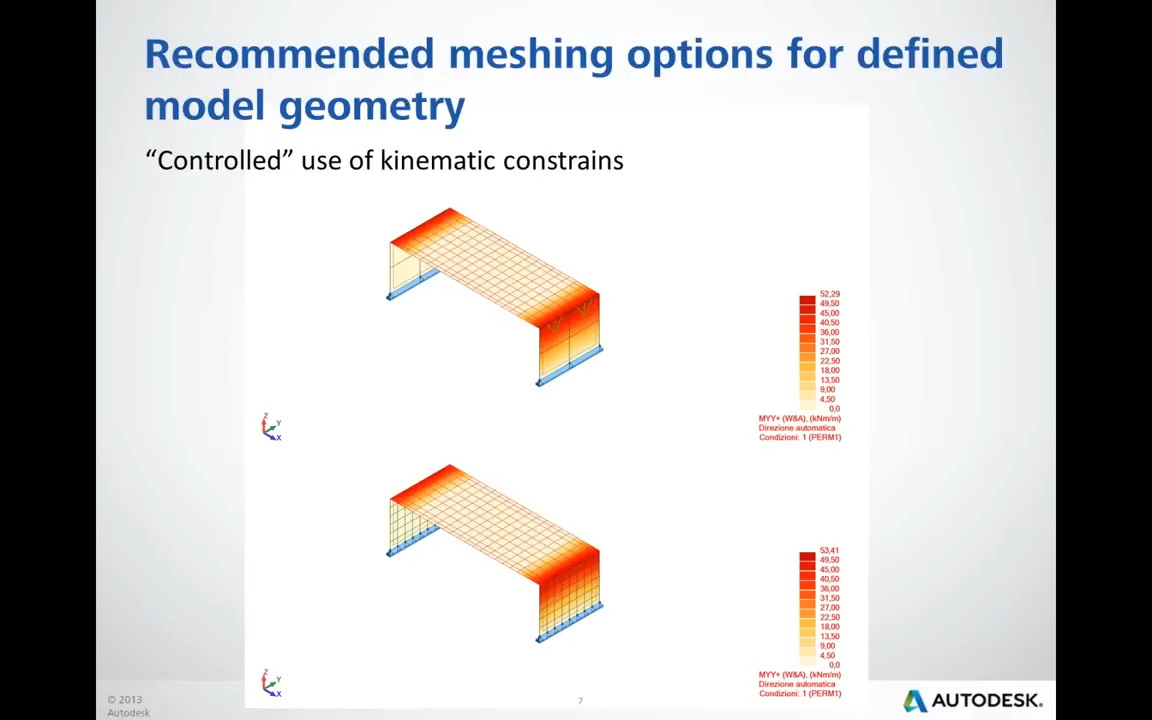 Recommended meshing options for defined
model geometry
“Controlled” use of kinematic constrains
52,29
49,50
45,00
40,50
36,00
31,50
27,00
22,50
18,00
13,50
9,00
4,50
0,0
MYY+ (W&A), (kNm/m)
Direzione automatica
Condizioni: 1 (PERM1)
Z
Y
X
53,41
49,50
45,00
40,50
36,00
31,50
27,00
22,50
18,00
13,50
9,00
4,50
0,0
MYY+ (W&A), (kNm/m)
Direzione automatica
Condizioni: 1 (PERM1)
Z
Y
X
© 2013
Autodesk
7
AUTODESK.